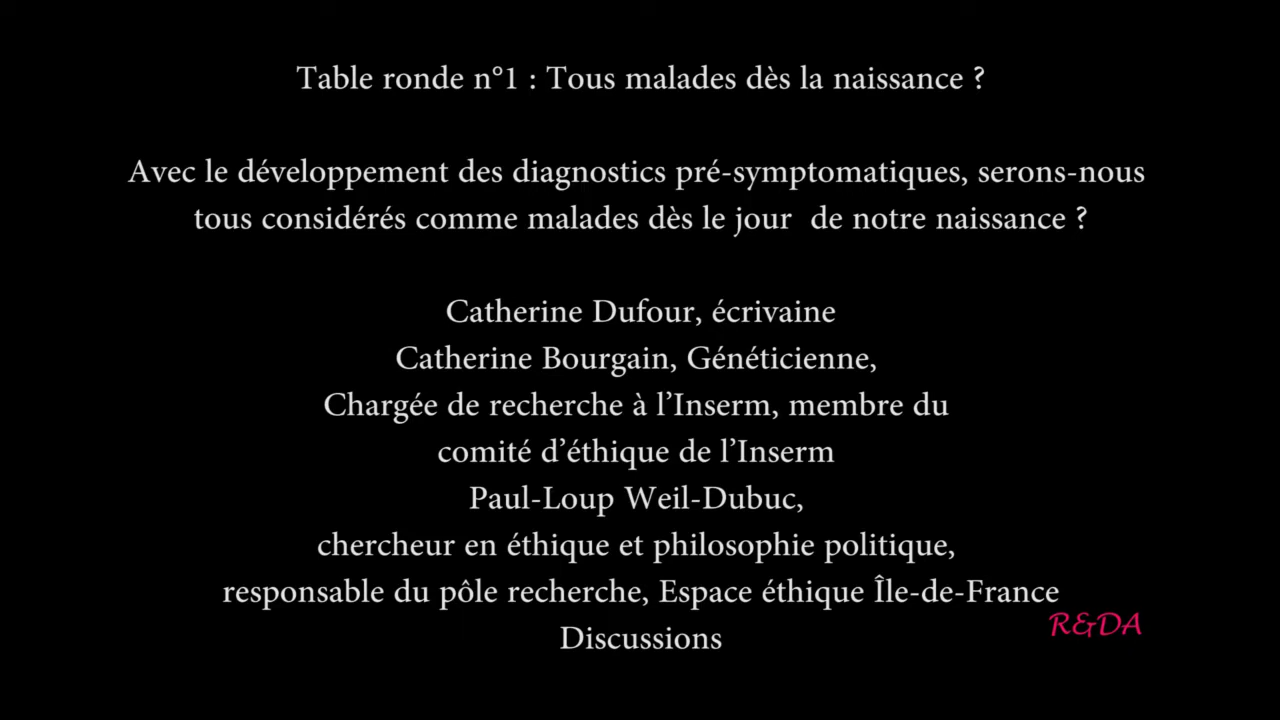 Table ronde n°1 : Tous malades dès la naissance ?
Avec le développement des diagnostics pré-symptomatiques, serons-nous
tous considérés comme malades dès le jour  de notre naissance ?
Catherine Dufour, écrivaine
Catherine Bourgain, Généticienne,
Chargée de recherche à l’Inserm, membre du
comité d’éthique de l’Inserm
Paul-Loup Weil-Dubuc,
chercheur en éthique et philosophie politique,
responsable du pôle recherche, Espace éthique Île-de-France
R&DA
Discussions